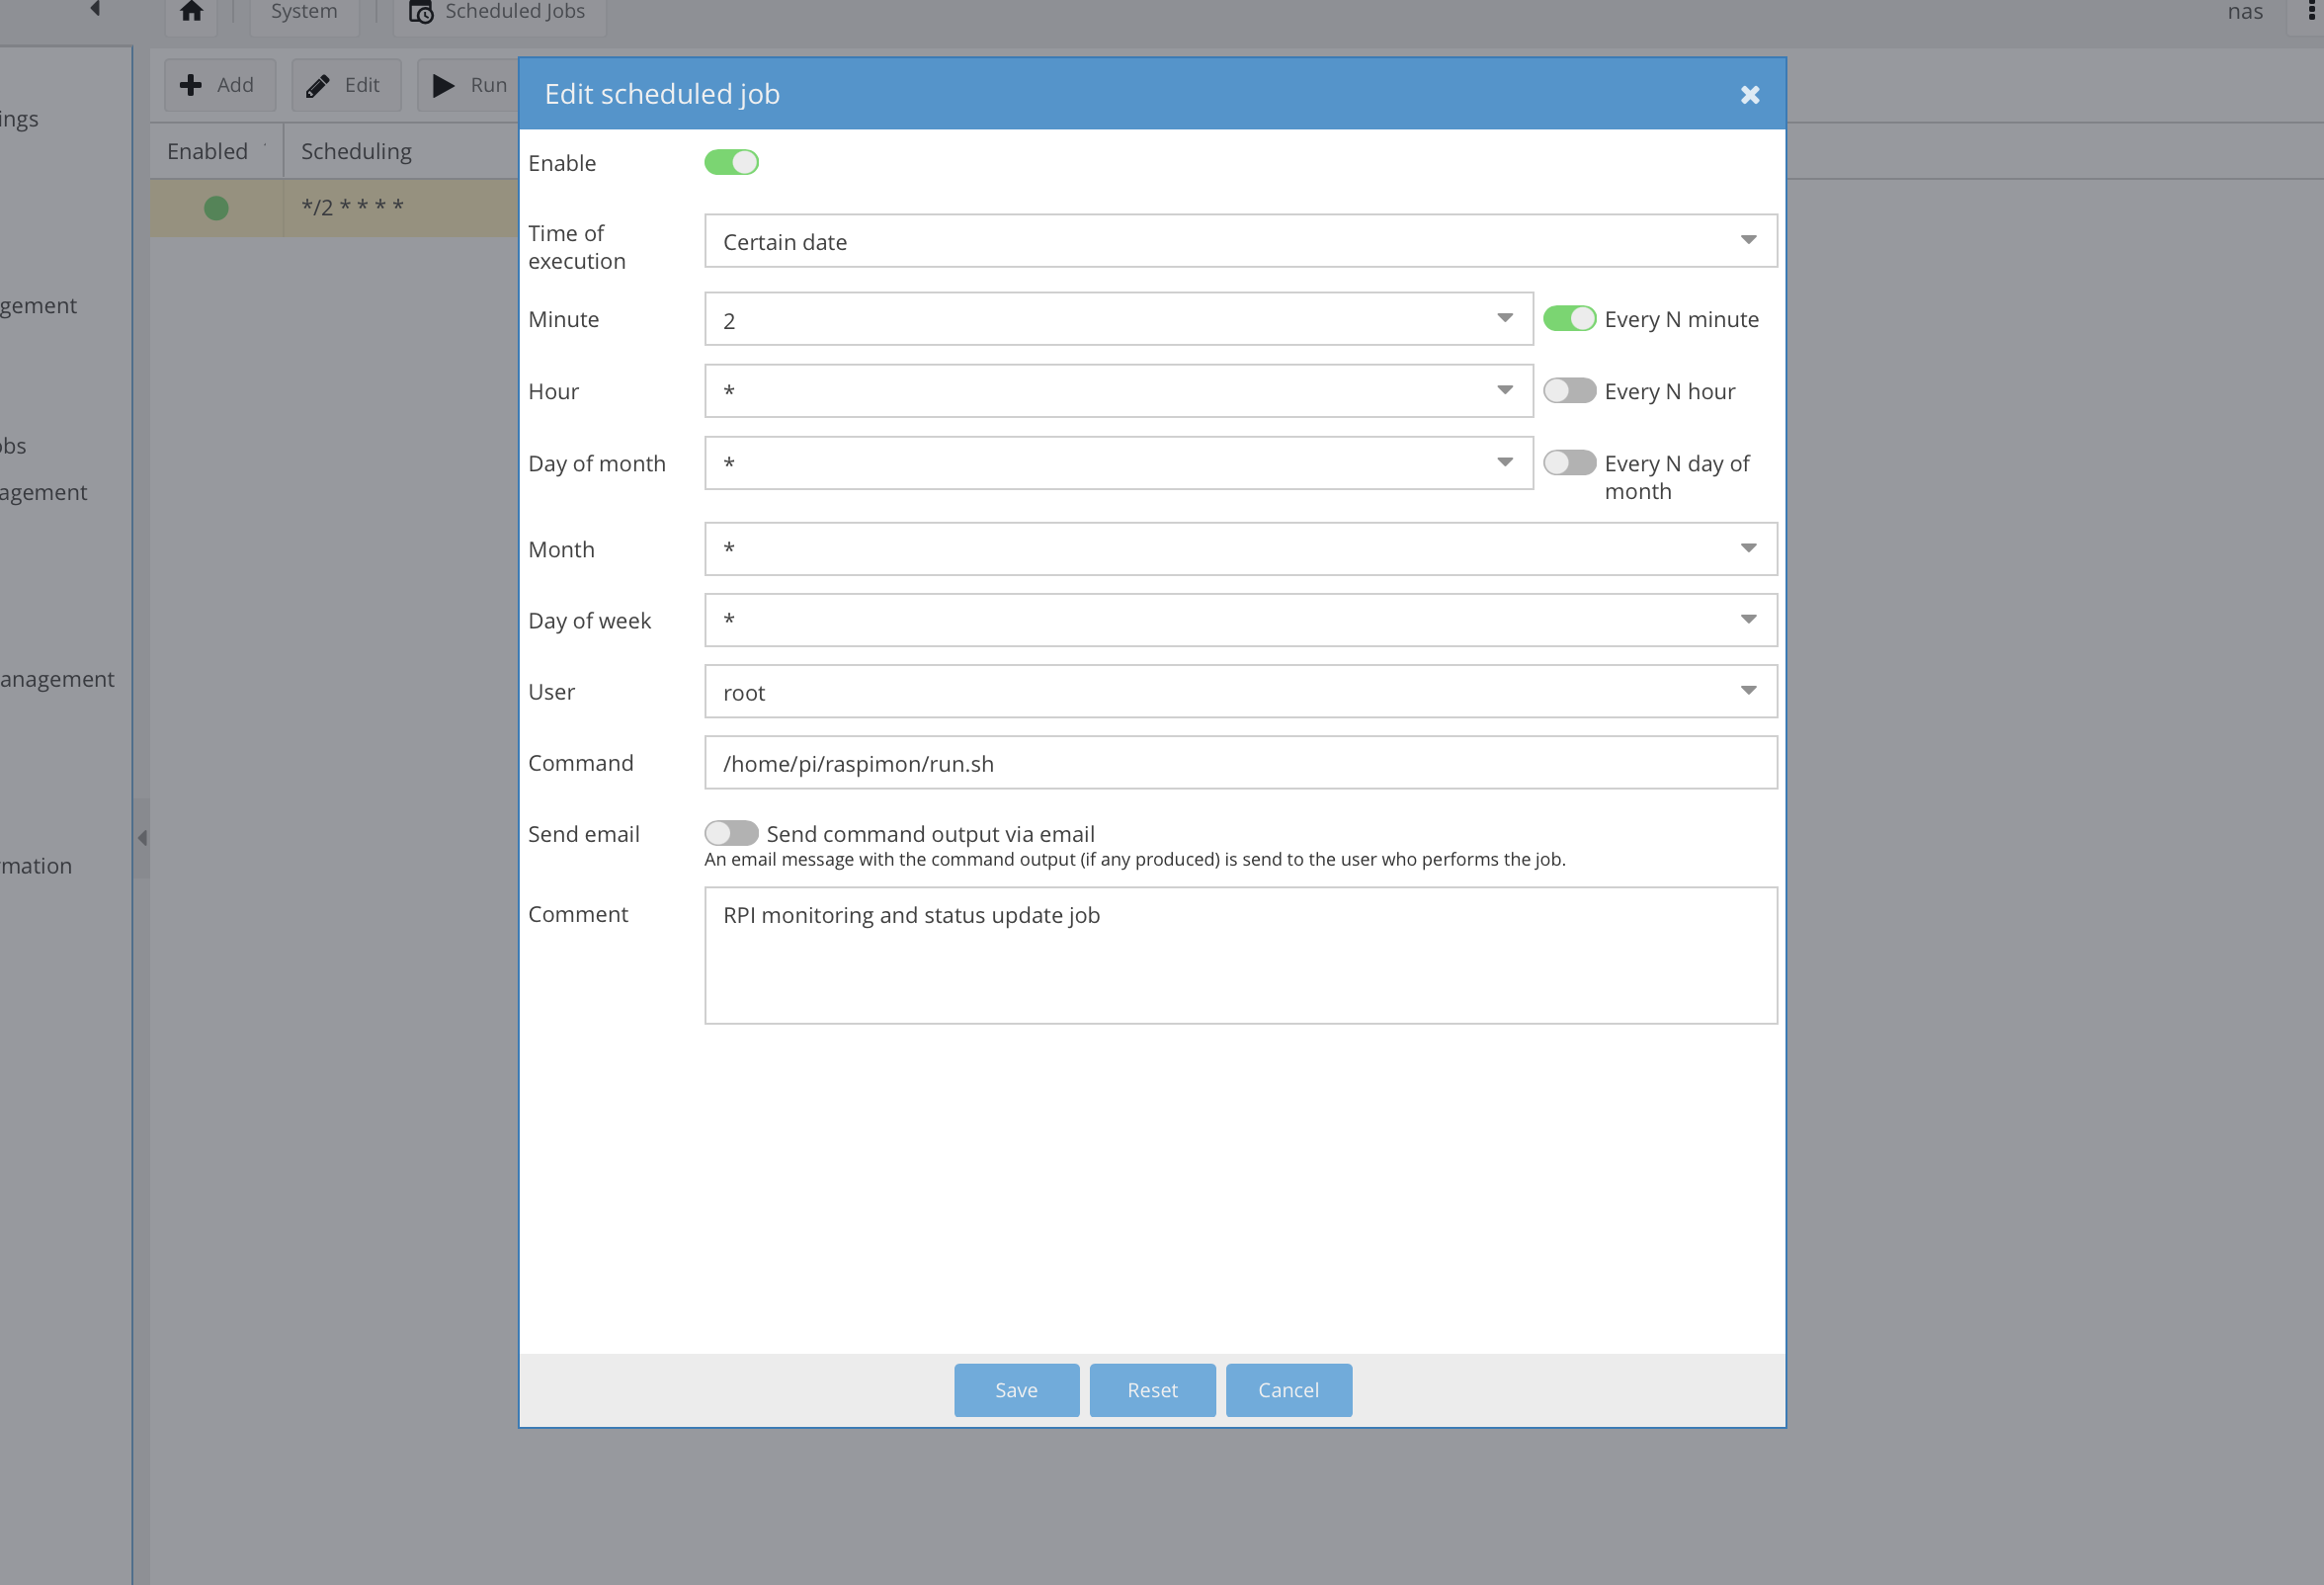 System
Scheduled Jobs
nas
Add
Edit
Run
Edit scheduled job
ings
Enabled
Scheduling
Enable
*/2 * * * *
Time of
execution
Certain date
gement
Minute
2
Every N minute
Hour
*
Every N hour
obs
Day of month
*
Every N day of
month
agement
Month
*
Day of week
*
anagement
User
root
Command
/home/pi/raspimon/run.sh
Send email
Send command output via email
An email message with the command output (if any produced) is send to the user who performs the job.
rmation
Comment
RPI monitoring and status update job
Save
Reset
Cancel